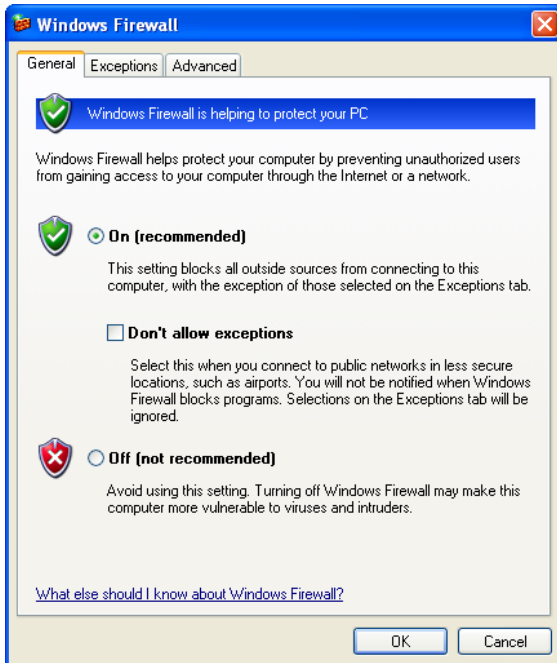 Windows Firewall
General
Exceptions
Advanced
Windows Firewall is helping to protect your PC
Windows Firewall helps protect your computer by preventing unauthorized users
from gaining access to your computer through the Internet or a network.
On (recommended)
This setting blocks all outside sources from connecting to this
computer, with the exception of those selected on the Exceptions tab.
Don't allow exceptions
Select this when you connect to public networks in less secure
locations, such as airports. You will not be notified when Windows
Firewall blocks programs. Selections on the Exceptions tab will be
ignored.
Off (not recommended)
Avoid using this setting. Turning off Windows Firewall may make this
computer more vulnerable to viruses and intruders.
What else should I know about Windows Firewall?
OK
Cancel